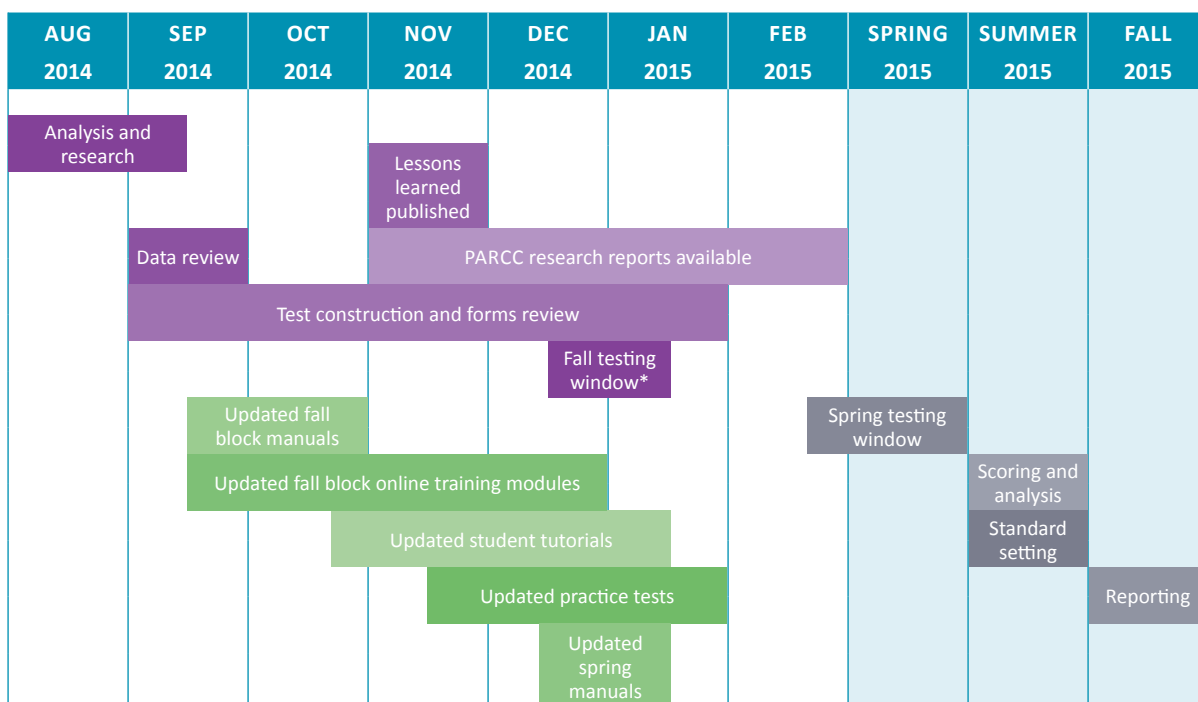 AUG SEP OCT NOV DEC JAN FEB SPRING SUMMER FALL
2014 2014 2014 2014 2014 2015 2015 2015 2015 2015
Analysis and
research
Lessons
learned
published
Data review
PARCC research reports available
Test construction and forms review
Fall testing
window*
Updated fall
block manuals
Spring testing
window
Updated fall block online training modules
Scoring and
analysis
Updated student tutorials
Standard
setting
Updated practice tests
Reporting
Updated
spring
manuals